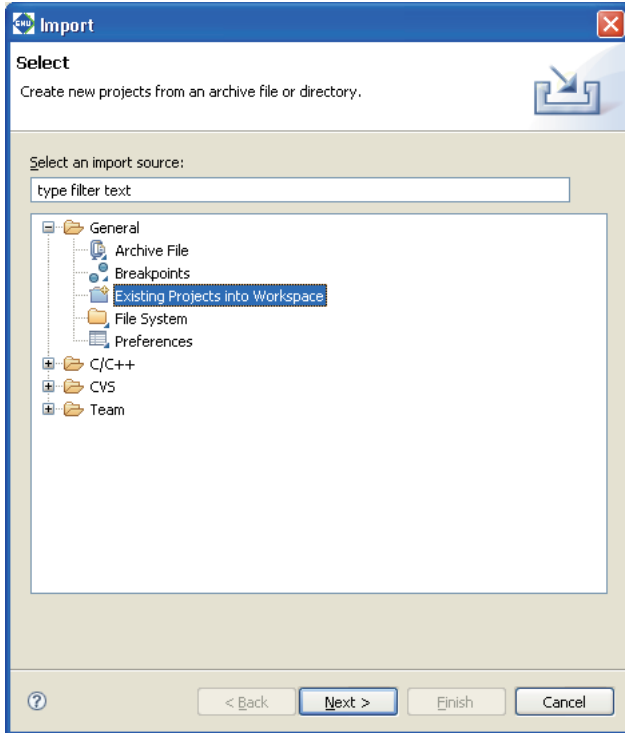 GNU Import
Select
Create new projects from an archive file or directory.
Select an import source:
type filter text
General
Archive File
Breakpoints
Existing Projects into Workspace
File System
Preferences
C/C++
CVS
Team
? < Back Next > Finish Cancel